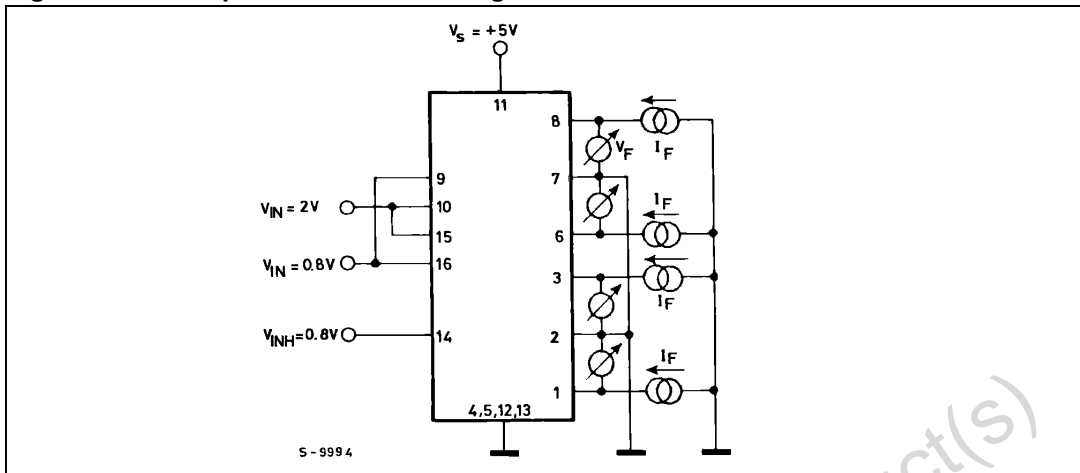 V_S = +5V
11
8
I_F
V_F
9
7
V_IN = 2V
10
I_F
15
6
V_IN = 0.8V
16
3
I_F
V_INH = 0.8V
14
2
I_F
1
4,5,12,13
S-9994
uct(s)